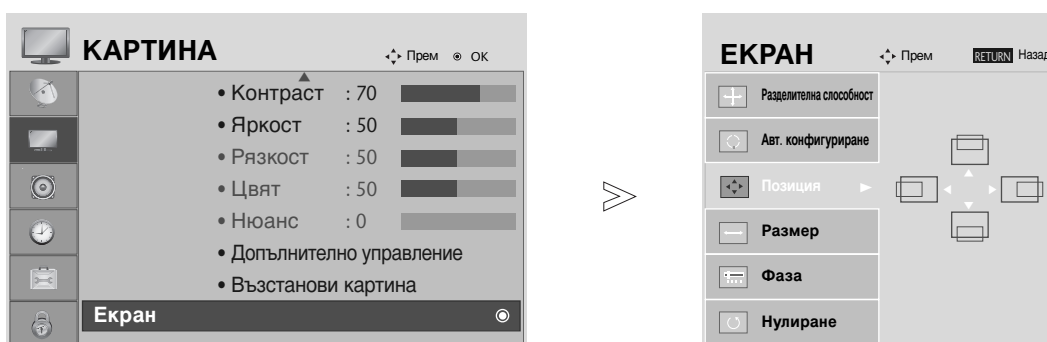 КАРТИНА
Прем OK
• Контраст : 70
• Яркост : 50
• Рязкост : 50
• Цвят : 50
• Нюанс : 0
• Допълнително управление
• Възстанови картина
Екран
ЕКРАН
Прем RETURN Назад
Разделителна способност
Авт. конфигуриране
Позиция
Размер
Фаза
Нулиране